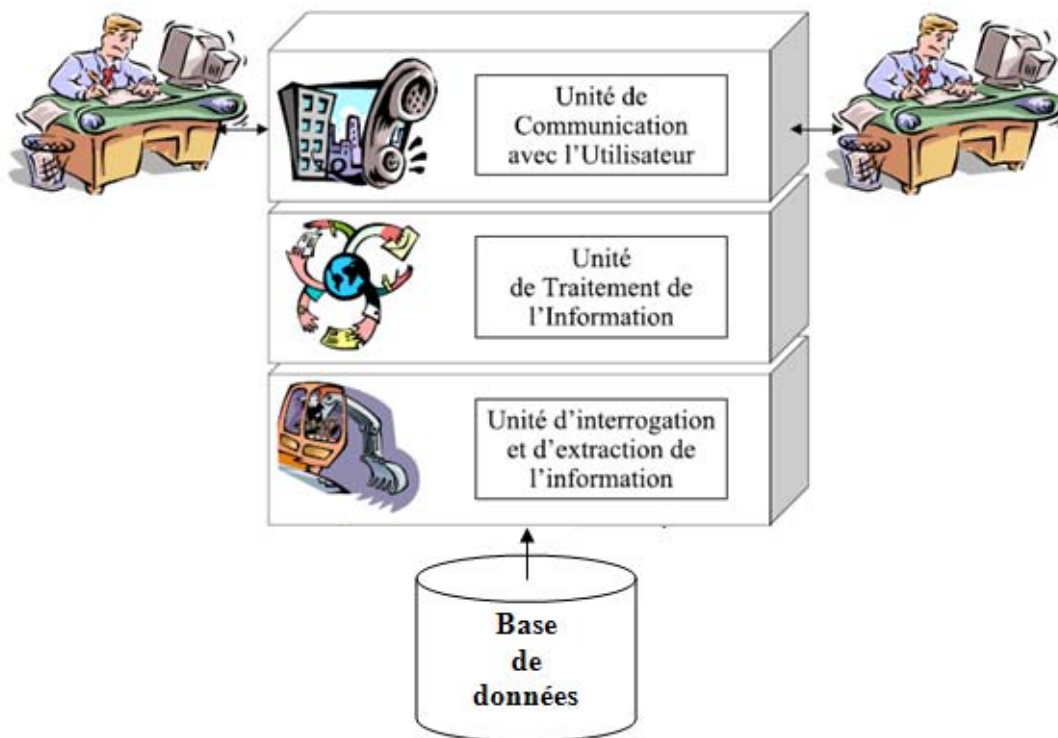 Unité de
Communication
avec l'Utilisateur
Unité
de Traitement de
l'Information
Unité d'interrogation
et d'extraction de
l'information
Base
de
données